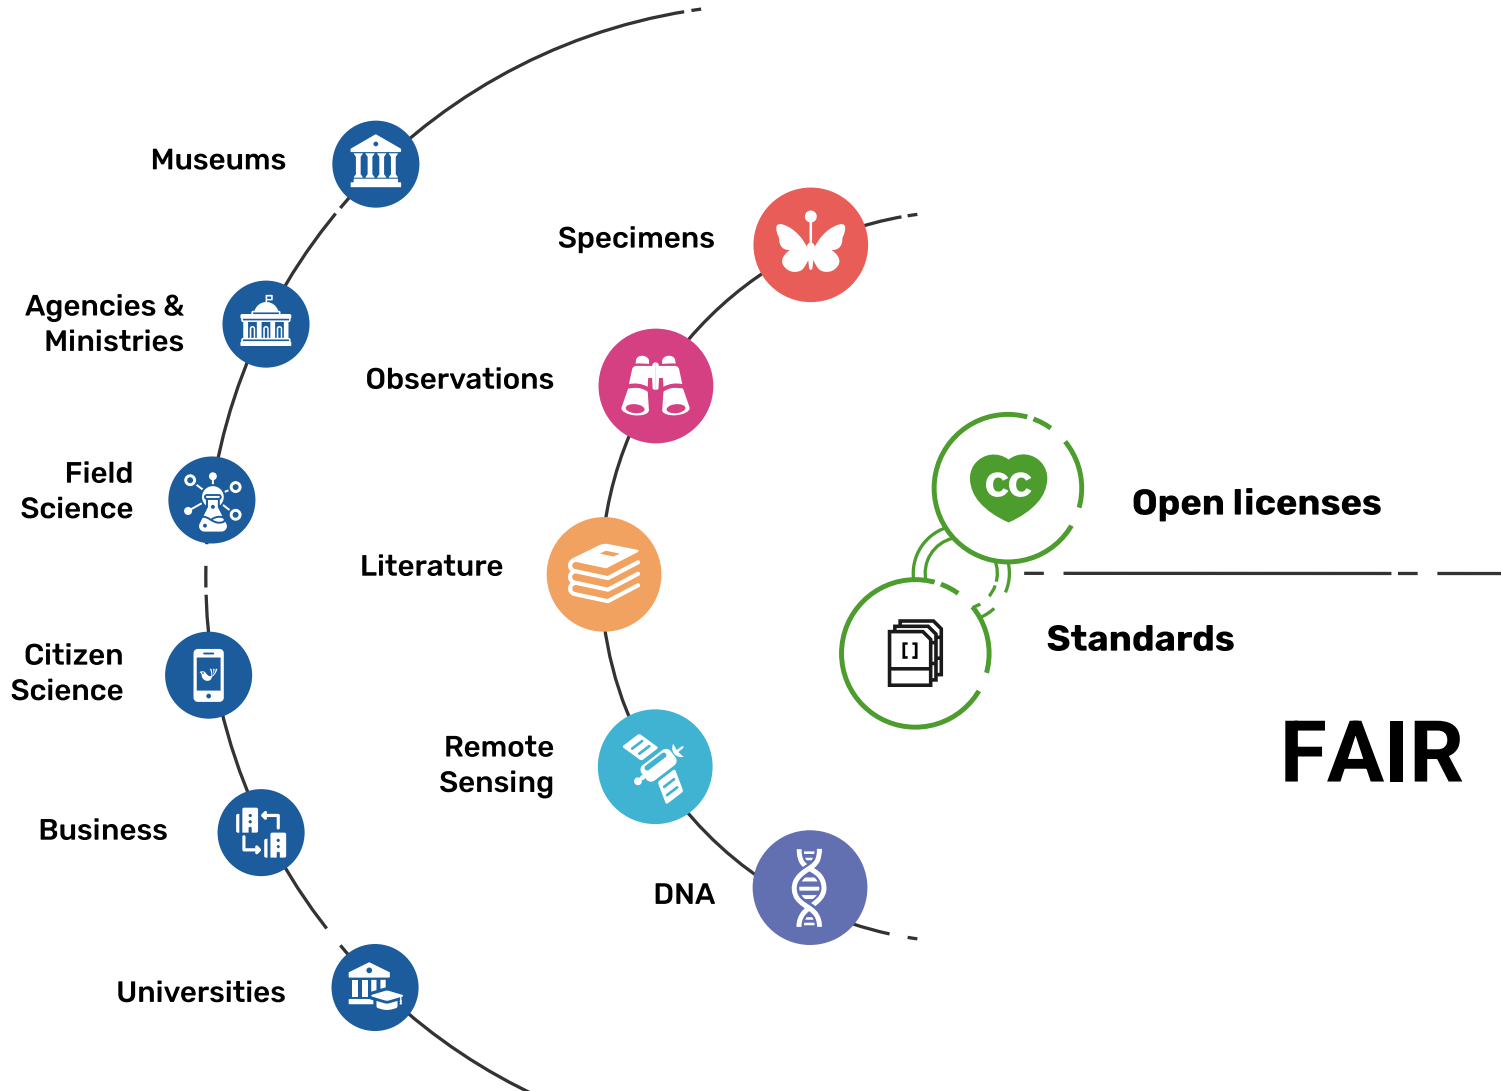 Museums
Agencies &
Ministries
Field
Science
Citizen
Science
Business
Universities
Specimens
Observations
Literature
Remote
Sensing
DNA
CC
Open licenses
[]
Standards
FAIR